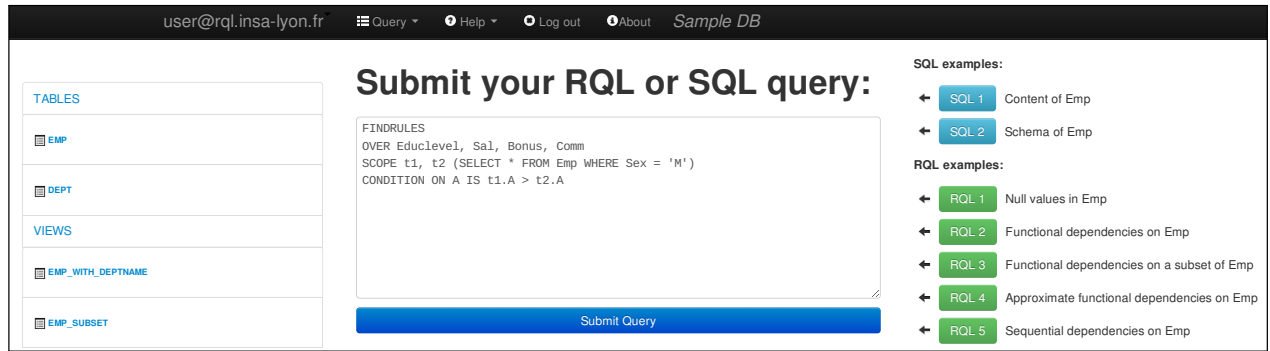 user@rql.insa-lyon.fr Query Help Log out About Sample DB
TABLES
EMP
DEPT
VIEWS
EMP_WITH_DEPTNAME
EMP_SUBSET
Submit your RQL or SQL query:
FINDRULES
OVER Educlevel, Sal, Bonus, Comm
SCOPE t1, t2 (SELECT * FROM Emp WHERE Sex = 'M')
CONDITION ON A IS t1.A > t2.A
Submit Query
SQL examples:
SQL 1 Content of Emp
SQL 2 Schema of Emp
RQL examples:
RQL 1 Null values in Emp
RQL 2 Functional dependencies on Emp
RQL 3 Functional dependencies on a subset of Emp
RQL 4 Approximate functional dependencies on Emp
RQL 5 Sequential dependencies on Emp